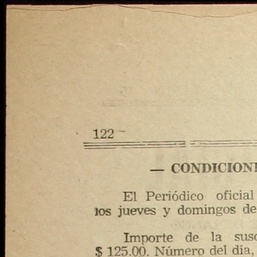 122
— CONDICIONE
El Periódico oficial
los jueves y domingos de
Importe de la susc
$ 125.00. Número del día,